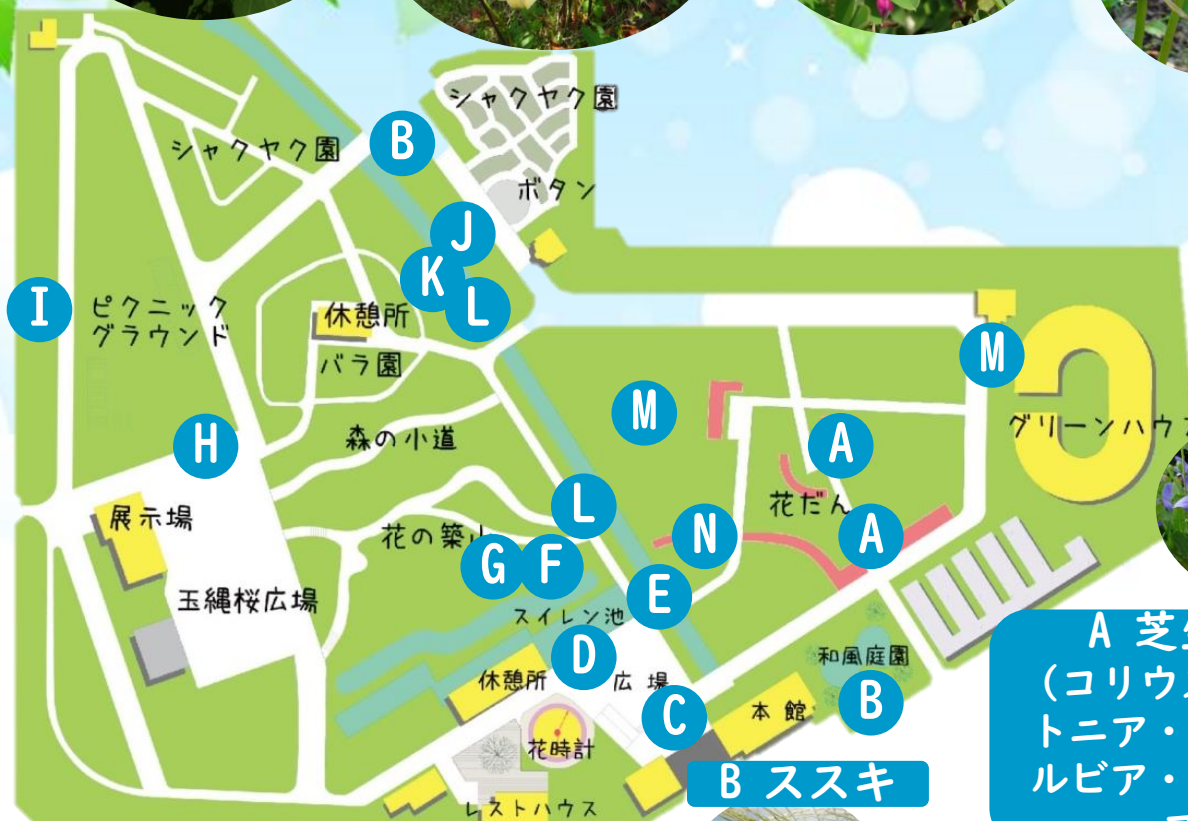 シャクヤク園
シャクヤク園
B
ボタン
J
K
L
I
ピクニック
グラウンド
休憩所
バラ園
M
M
グリーンハウス
H
森の小道
A
展示場
花の築山
L
N
花だん
A
G
F
玉縄桜広場
スイレン池
E
D
休憩所
広場
和風庭園
C
本館
B
花時計
レストハウス
B ススキ
A 芝生
(コリウス
トニア・
ルビア・